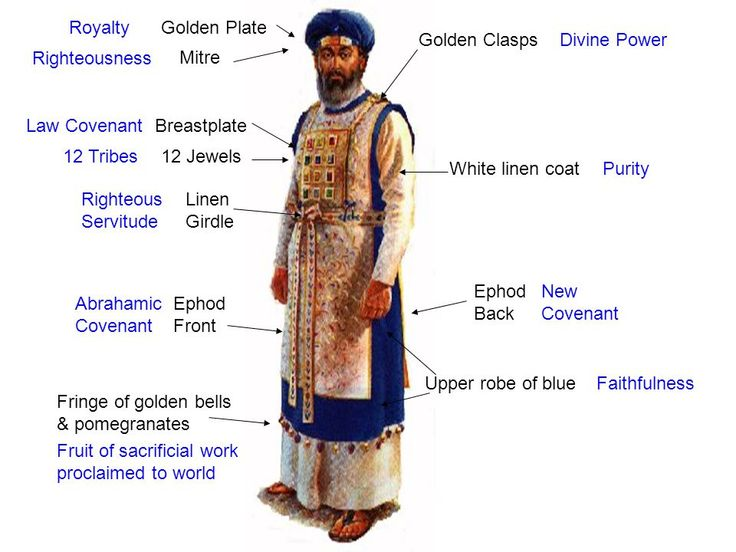 Royalty Golden Plate
Righteousness Mitre
Golden Clasps Divine Power
Law Covenant Breastplate
12 Tribes 12 Jewels
White linen coat Purity
Righteous Linen
Servitude Girdle
Abrahamic Ephod
Covenant Front
Ephod New
Back Covenant
Upper robe of blue Faithfulness
Fringe of golden bells
& pomegranates
Fruit of sacrificial work
proclaimed to world